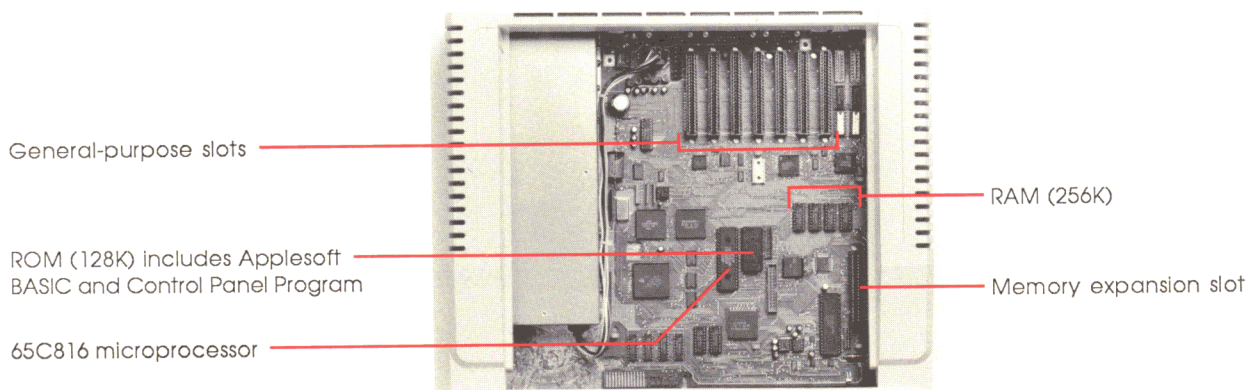 General-purpose slots
RAM (256K)
ROM (128K) includes Applesoft
BASIC and Control Panel Program
Memory expansion slot
65C816 microprocessor